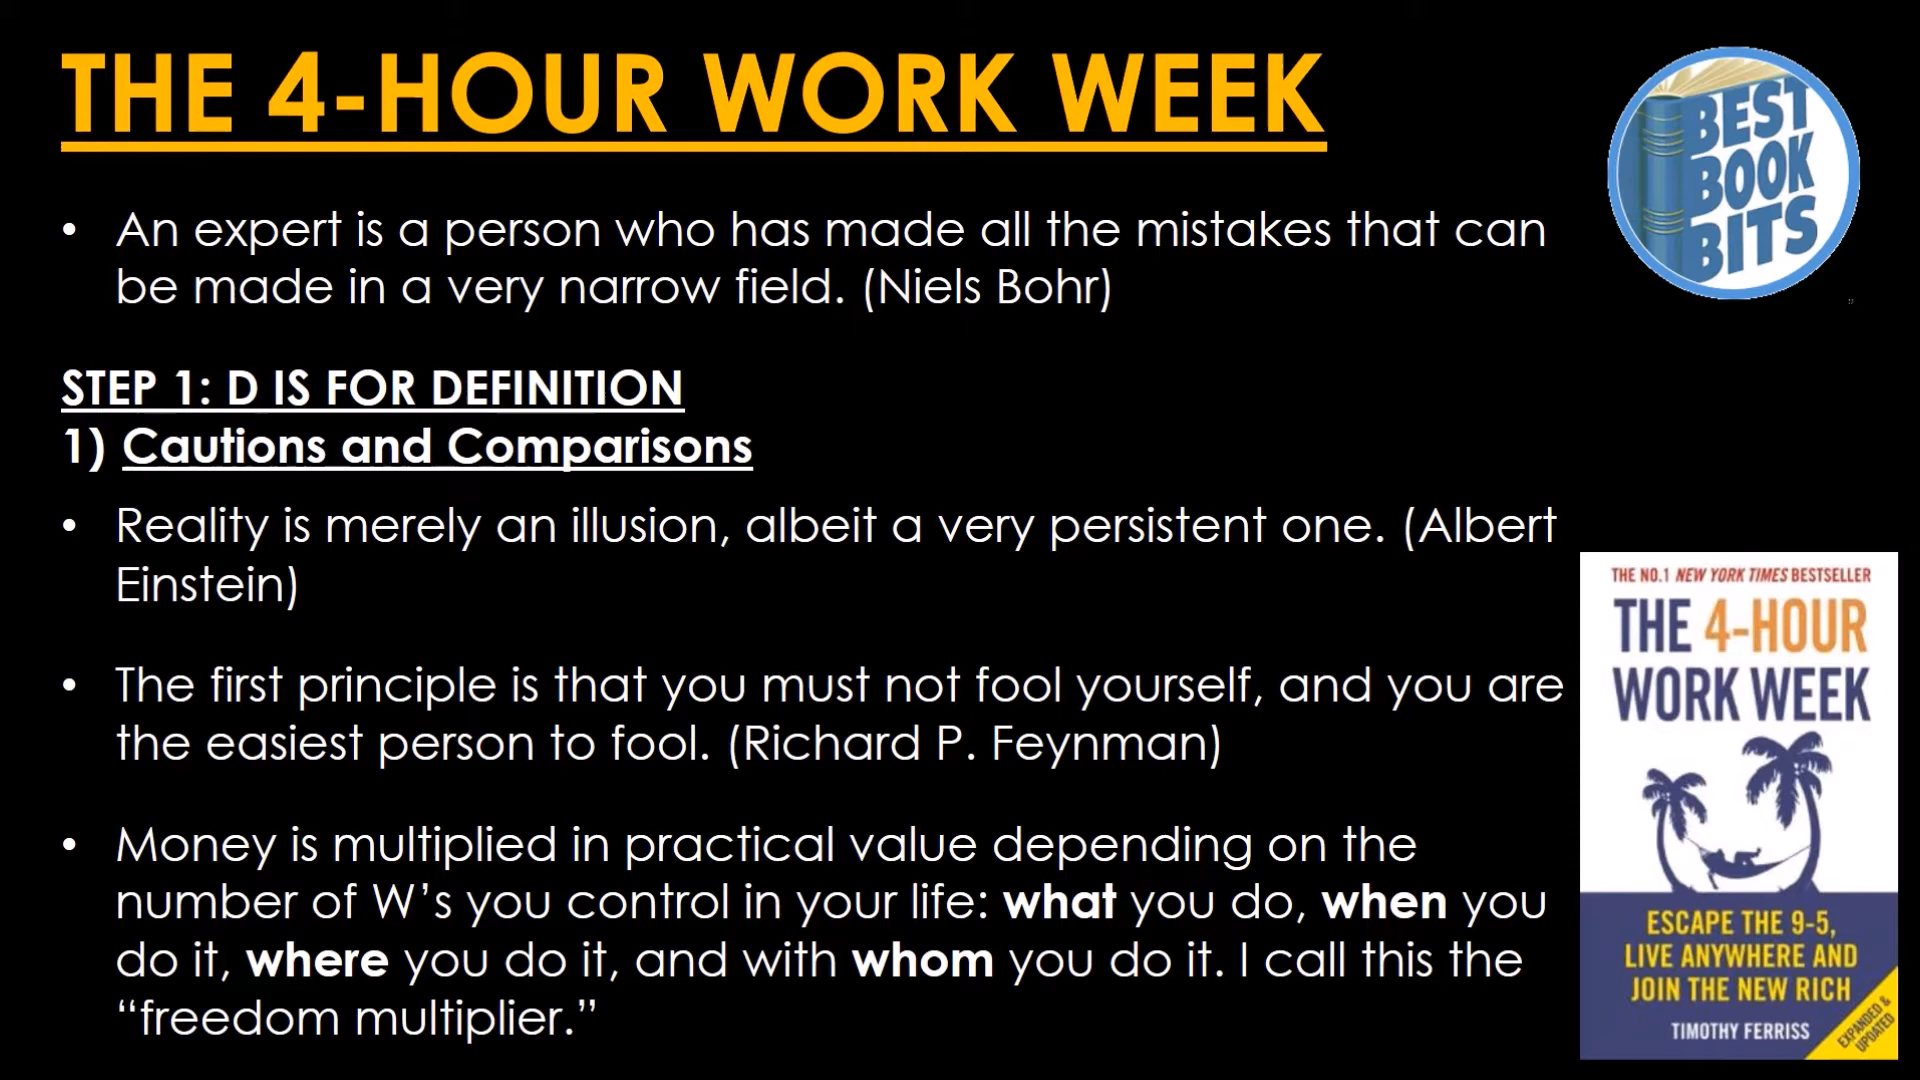 THE 4-HOUR WORK WEEK
BEST
BOOK
BITS
• An expert is a person who has made all the mistakes that can
be made in a very narrow field. (Niels Bohr)
STEP 1: D IS FOR DEFINITION
1) Cautions and Comparisons
• Reality is merely an illusion, albeit a very persistent one. (Albert
Einstein)
• The first principle is that you must not fool yourself, and you are
the easiest person to fool. (Richard P. Feynman)
• Money is multiplied in practical value depending on the
number of W’s you control in your life: what you do, when you
do it, where you do it, and with whom you do it. I call this the
“freedom multiplier.”
THE NO.1 NEW YORK TIMES BESTSELLER
THE 4-HOUR
WORK WEEK
ESCAPE THE 9-5,
LIVE ANYWHERE AND
JOIN THE NEW RICH
TIMOTHY FERRISS
EXPANDED &
UPDATED